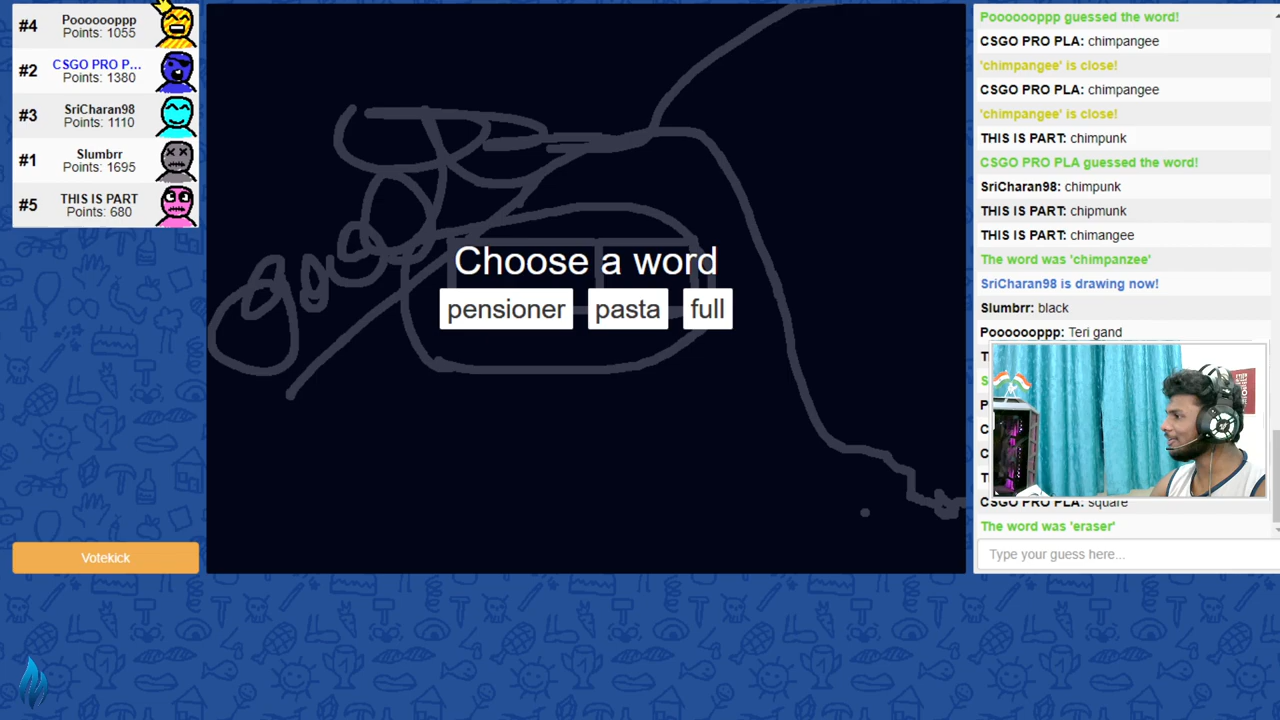 #4
Pooooooppp
Points: 1055
#2
CSGO PRO P...
Points: 1380
#3
SriCharan98
Points: 1110
#1
Slumbrr
Points: 1695
#5
THIS IS PART
Points: 680
Votekick
good
Choose a word
pensioner pasta full
Pooooooppp guessed the word!
CSGO PRO PLA: chimpangee
'chimpangee' is close!
CSGO PRO PLA: chimpangee
'chimpangee' is close!
THIS IS PART: chimpunk
CSGO PRO PLA guessed the word!
SriCharan98: chimpunk
THIS IS PART: chipmunk
THIS IS PART: chimangee
The word was 'chimpanzee'
SriCharan98 is drawing now!
Slumbrr: black
Pooooooppp: Teri gand
CSGO PRO PLA: square
The word was 'eraser'
Type your guess here...